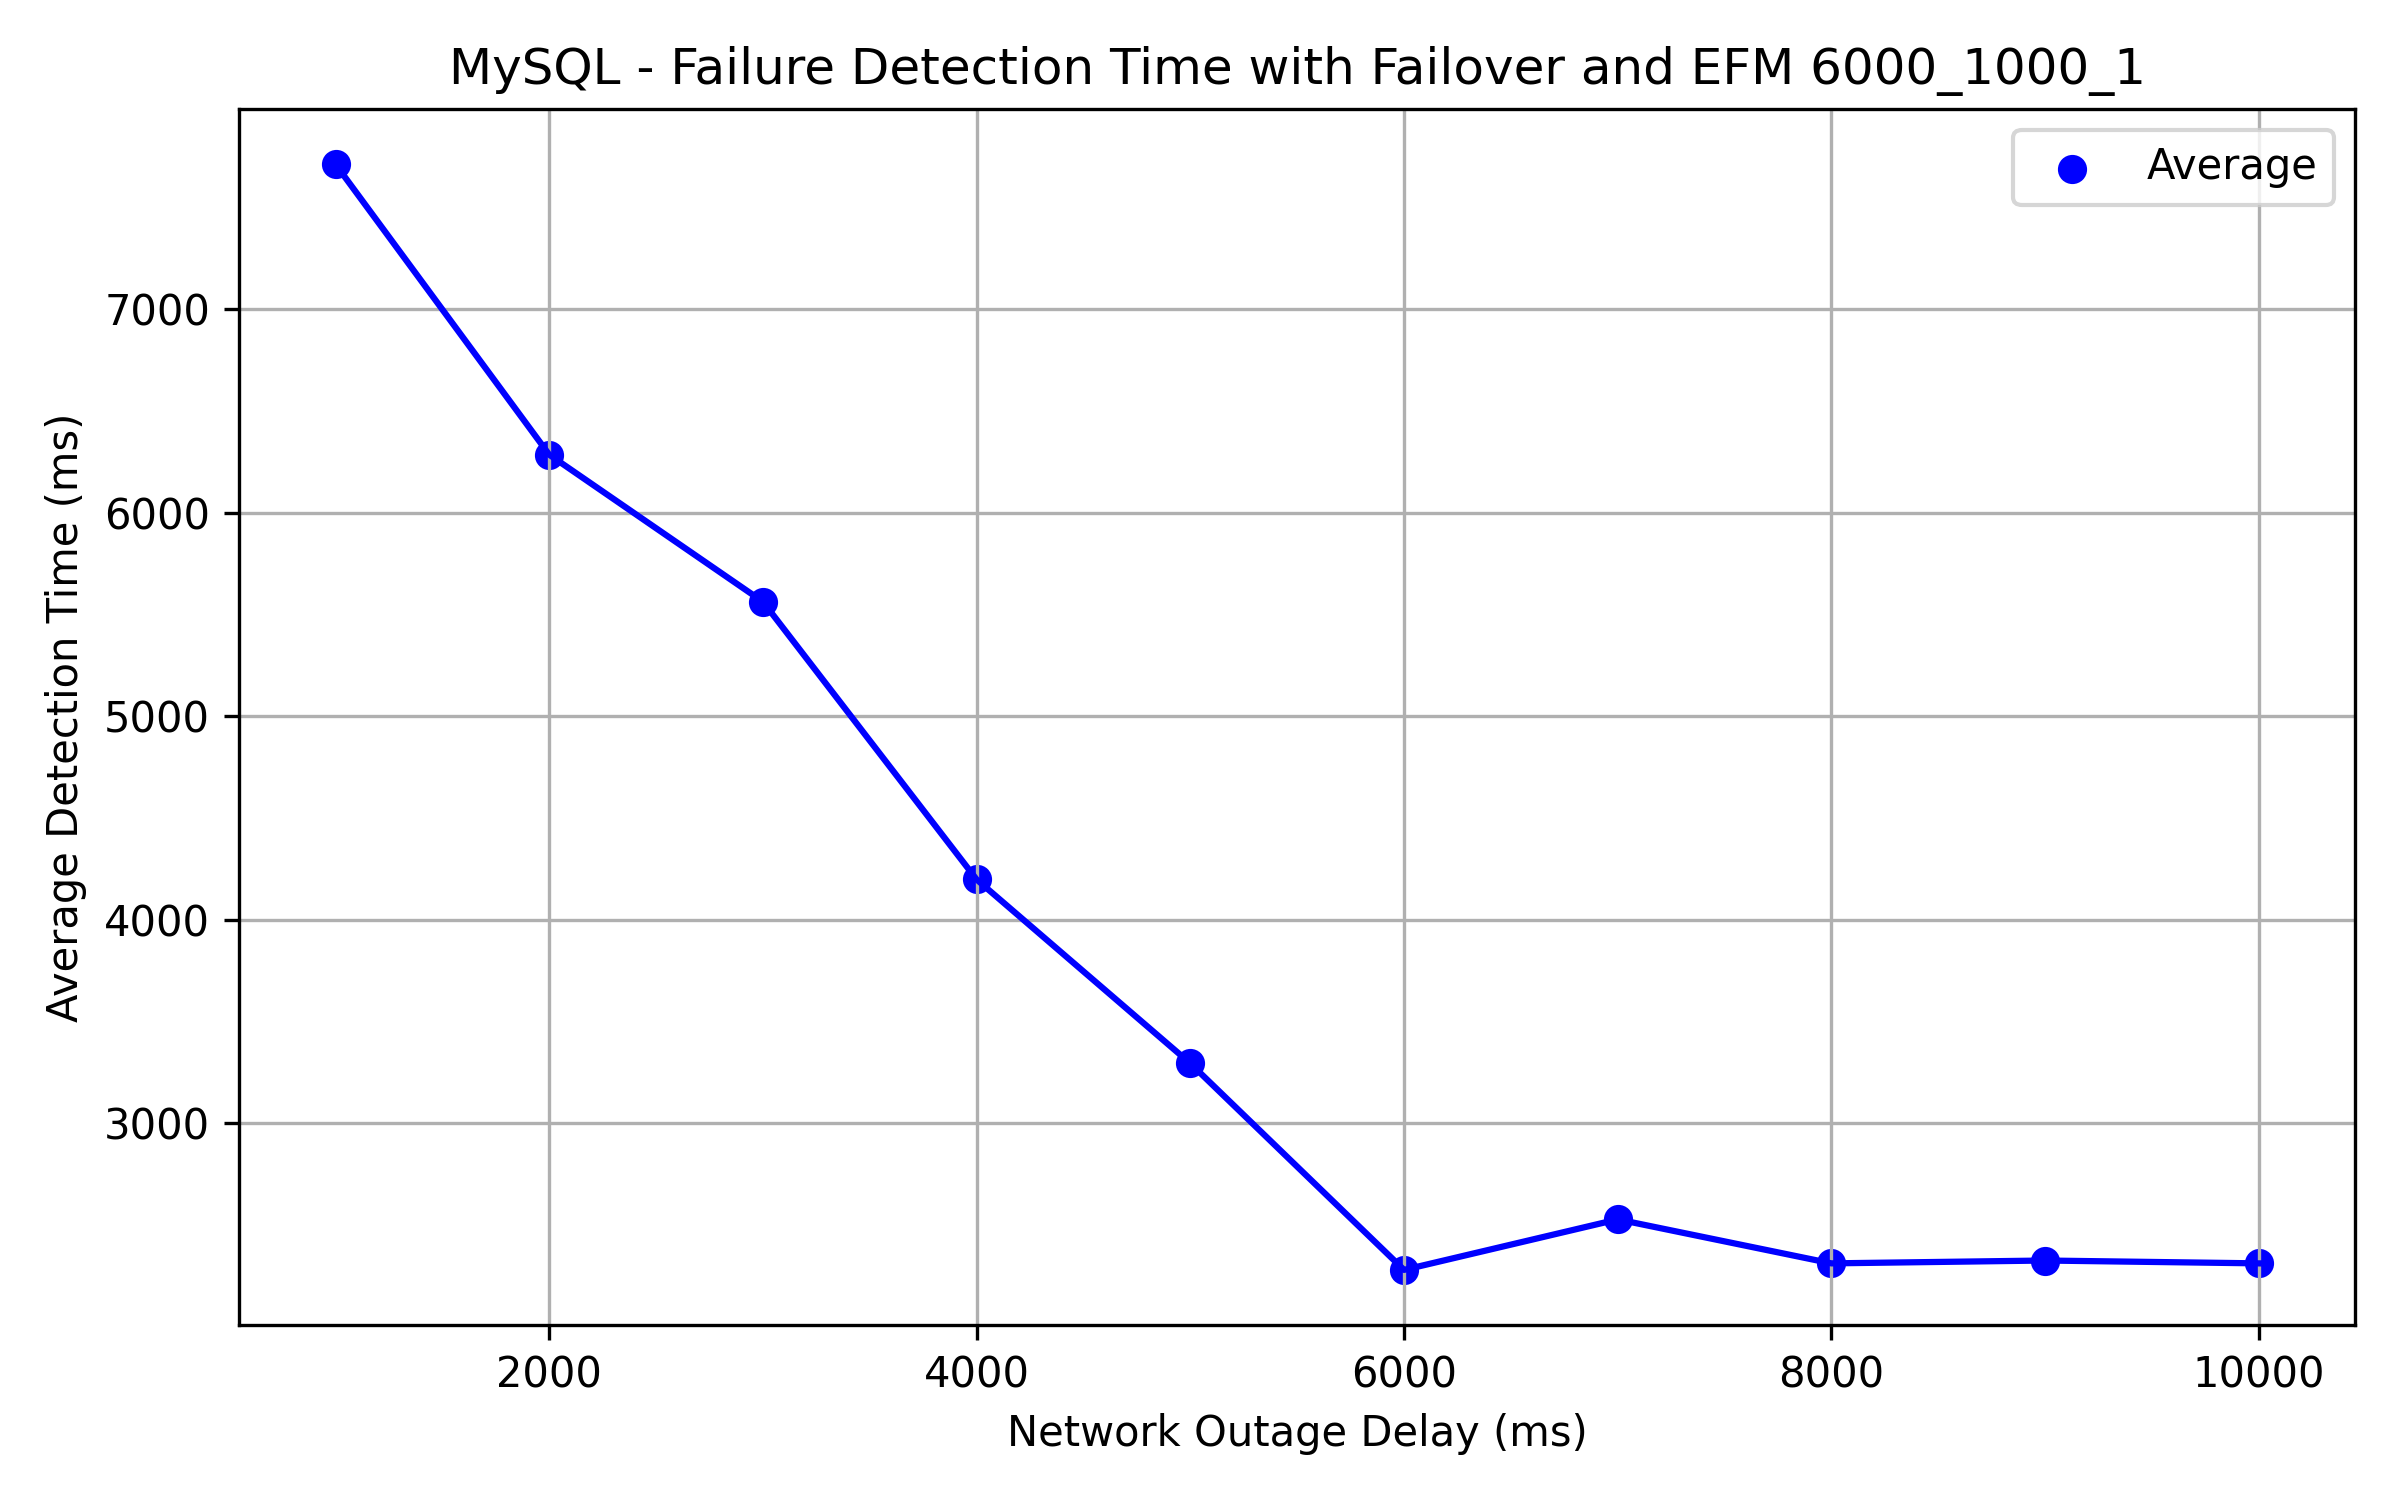 MySQL - Failure Detection Time with Failover and EFM 6000_1000_1
Average
7000
6000
5000
4000
3000
Average Detection Time (ms)
2000
4000
6000
8000
10000
Network Outage Delay (ms)